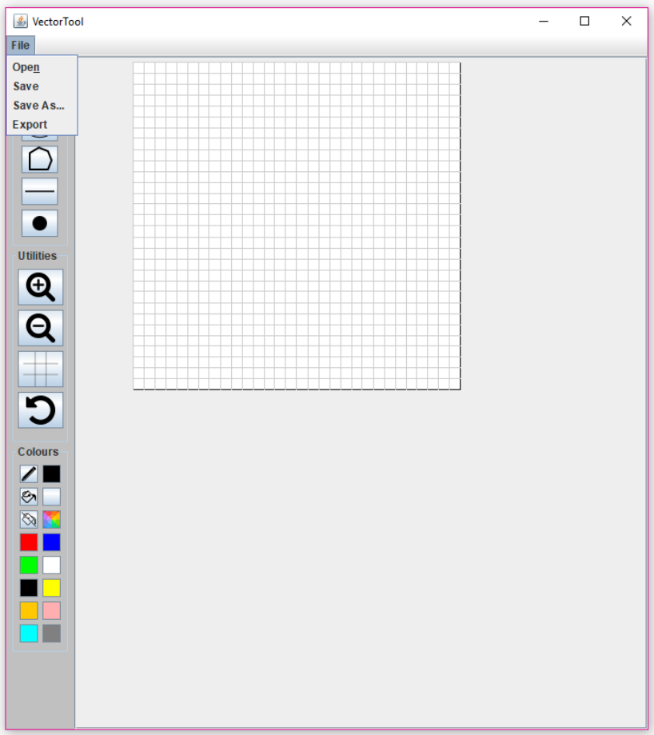 VectorTool
File
Open
Save
Save As...
Export
Utilities
Colours